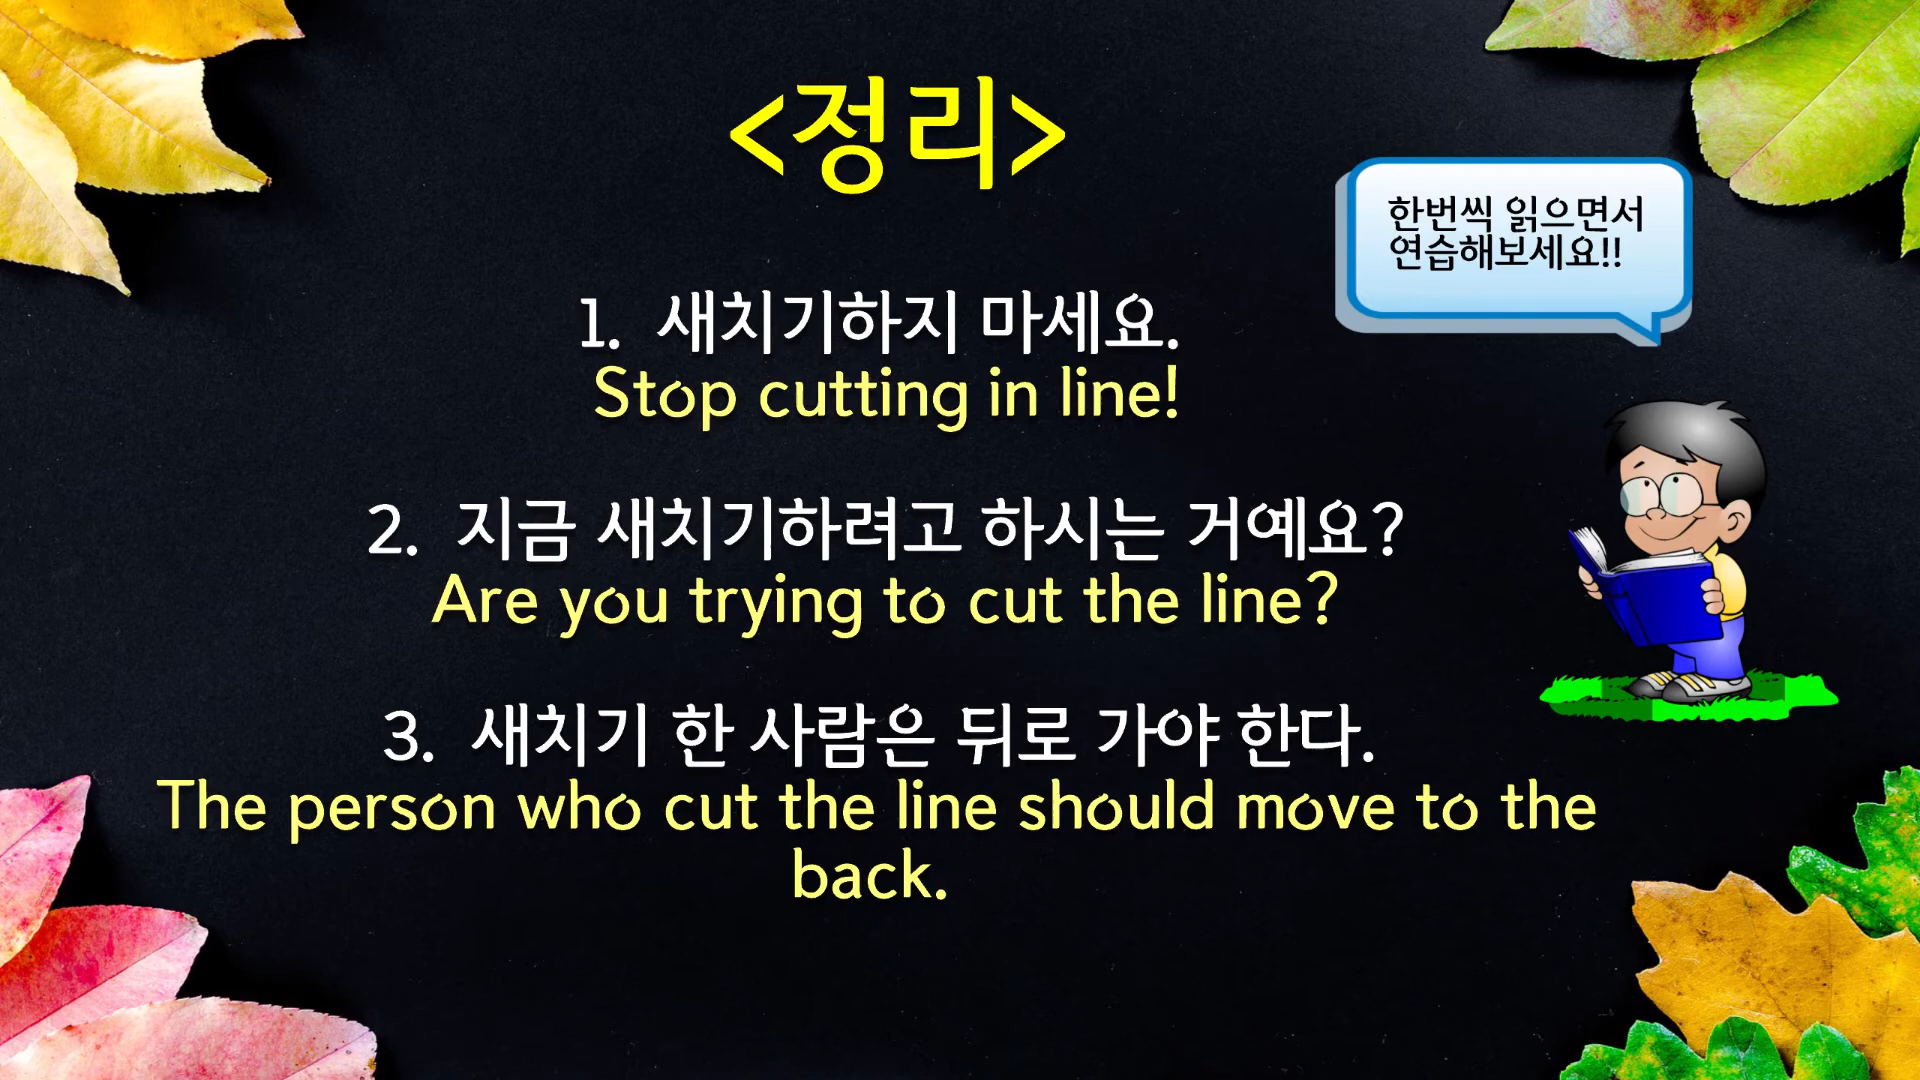 <정리>
한번씩 읽으면서
연습해보세요!!
1. 새치기하지 마세요.
Stop cutting in line!
2. 지금 새치기하려고 하시는 거예요?
Are you trying to cut the line?
3. 새치기 한 사람은 뒤로 가야 한다.
The person who cut the line should move to the
back.